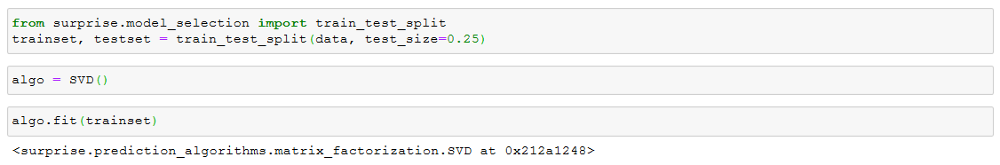 from surprise.model_selection import train_test_split
trainset, testset = train_test_split(data, test_size=0.25)
algo = SVD()
algo.fit(trainset)
<surprise.prediction_algorithms.matrix_factorization.SVD at 0x212a1248>